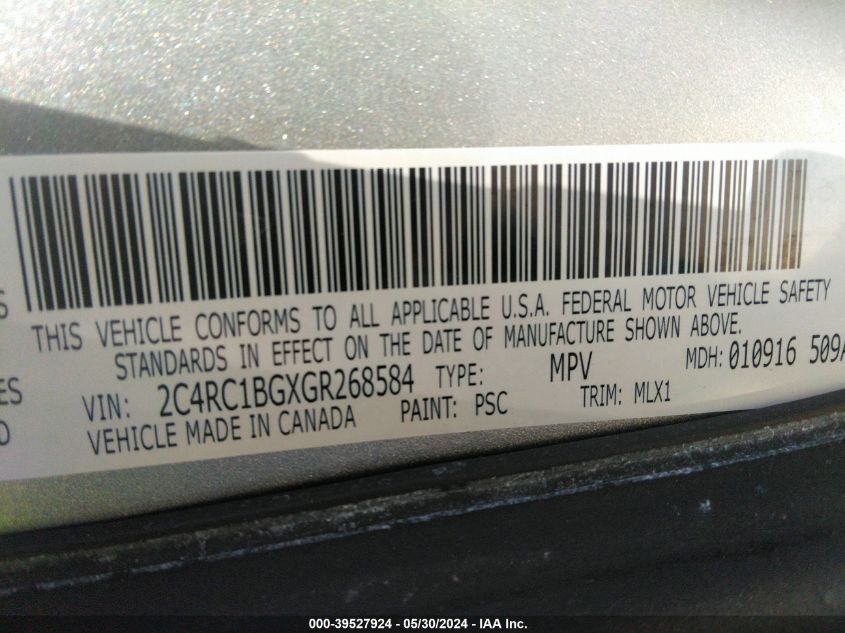 THIS VEHICLE CONFORMS TO ALL APPLICABLE U.S.A. FEDERAL MOTOR VEHICLE SAFETY
STANDARDS IN EFFECT ON THE DATE OF MANUFACTURE SHOWN ABOVE.
VIN: 2C4RC1BGXGR268584 TYPE: MPV MDH: 010916 509A
VEHICLE MADE IN CANADA PAINT: PSC TRIM: MLX1
000-39527924 - 05/30/2024 - IAA Inc.